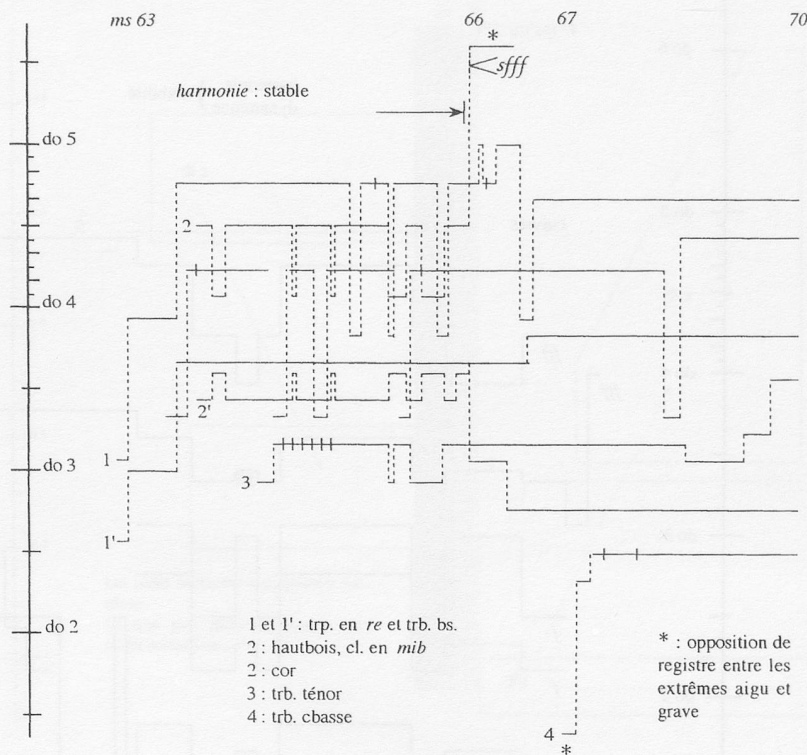 ms 63 66 67 70
*
sfff
harmonie : stable
do 5
2
do 4
2'
1
do 3
3
1'
do 2
1 et 1' : trp. en re et trb. bs.
2 : hautbois, cl. en mib
2 : cor
3 : trb. ténor
4 : trb. cbasse
* : opposition de
registre entre les
extrêmes aigu et
grave
4
*